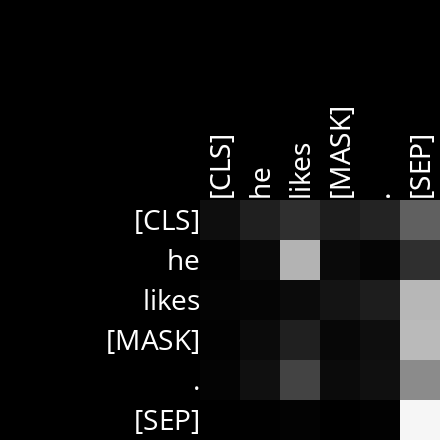 [CLS]
he
likes
[MASK]
.
[SEP]
[CLS]
he
likes
[MASK]
.
[SEP]